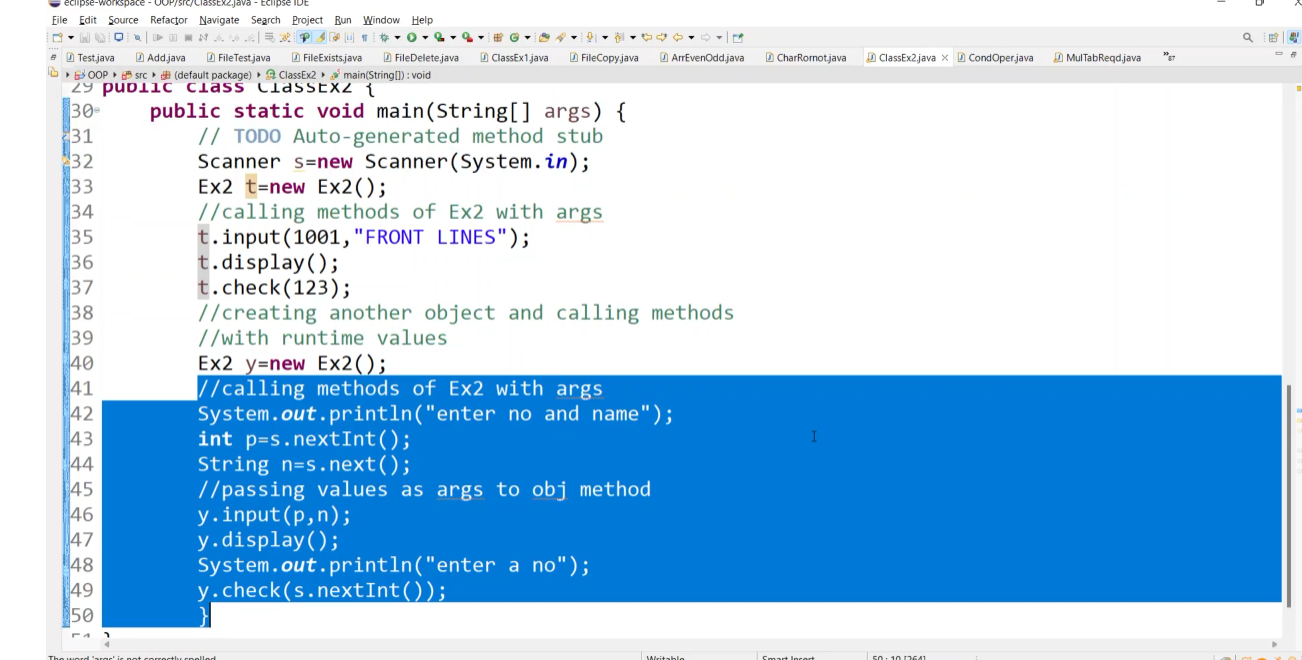 eclipse-workspace - OOP/src/ClassEx2.java - Eclipse IDE
File Edit Source Refactor Navigate Search Project Run Window Help
Test.java Add.java FileTest.java FileExists.java FileDelete.java ClassEx1.java FileCopy.java ArrEvenOdd.java CharRornot.java ClassEx2.java CondOper.java MulTabReqd.java
OOP src (default package) ClassEx2 main(String[]) : void
29 public class ClassEx2 {
30 public static void main(String[] args) {
31 // TODO Auto-generated method stub
32 Scanner s=new Scanner(System.in);
33 Ex2 t=new Ex2();
34 //calling methods of Ex2 with args
35 t.input(1001,"FRONT LINES");
36 t.display();
37 t.check(123);
38 //creating another object and calling methods
39 //with runtime values
40 Ex2 y=new Ex2();
41 //calling methods of Ex2 with args
42 System.out.println("enter no and name");
43 int p=s.nextInt();
44 String n=s.next();
45 //passing values as args to obj method
46 y.input(p,n);
47 y.display();
48 System.out.println("enter a no");
49 y.check(s.nextInt());
50 }
51 }
The word 'args' is not correctly spelled Writable Smart Insert 50 : 10 [264]